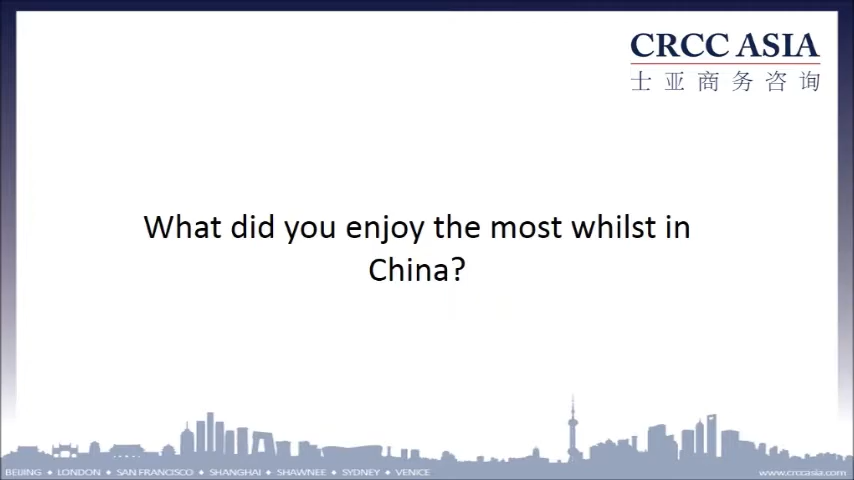 CRCC ASIA
士亚商务咨询
What did you enjoy the most whilst in
China?
BEIJING ✦ LONDON ✦ SAN FRANCISCO ✦ SHANGHAI ✦ SHAWNEE ✦ SYDNEY ✦ VENICE
www.crccasia.com